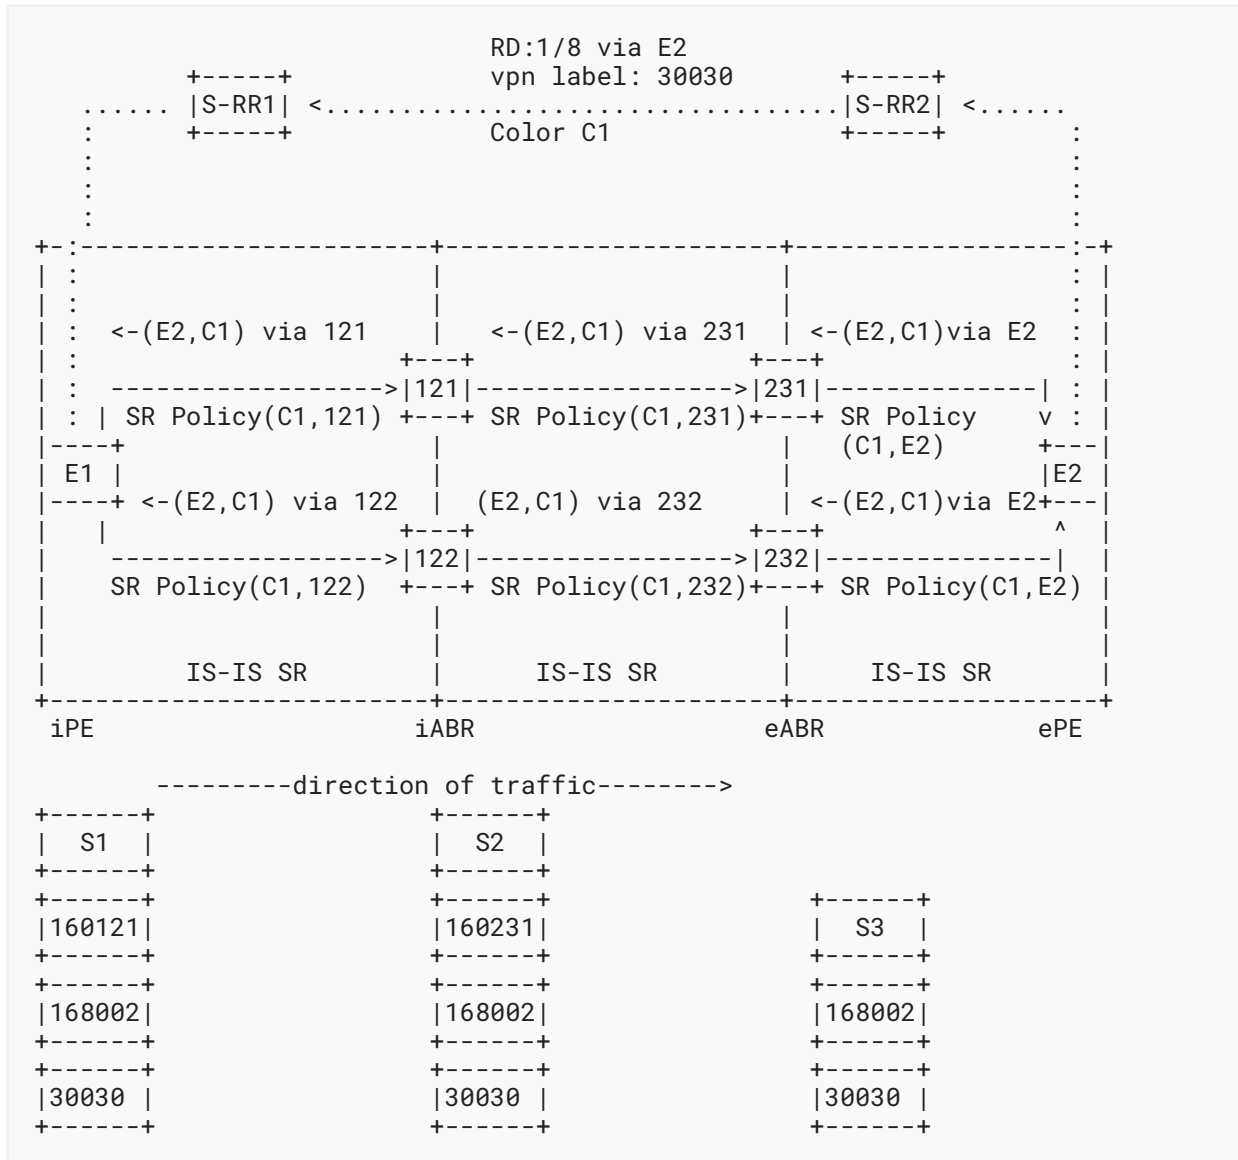 RD:1/8 via E2
          +-----+             vpn label: 30030       +-----+
   ...... |S-RR1| <..................................|S-RR2| <......
   :      +-----+             Color C1               +-----+       :
   :                                                               :
   :                                                               :
   :                                                               :
+-:-----------------------+----------------------+------------------:-+
| :                       |                      |                  : |
| :                       |                      |                  : |
| :  <-(E2,C1) via 121    |   <-(E2,C1) via 231  | <-(E2,C1)via E2  : |
| :                     +---+                  +---+                : |
| :  ------------------>|121|----------------->|231|--------------| : |
| : | SR Policy(C1,121) +---+ SR Policy(C1,231)+---+ SR Policy    v : |
|----+                    |                      |   (C1,E2)     +---|
| E1 |                    |                      |               |E2 |
|----+ <-(E2,C1) via 122  |  (E2,C1) via 232     | <-(E2,C1)via E2+---|
|   |                   +---+                  +---+               ^  |
|    ------------------>|122|----------------->|232|---------------|  |
|    SR Policy(C1,122)  +---+ SR Policy(C1,232)+---+ SR Policy(C1,E2) |
|                         |                      |                    |
|                         |                      |                    |
|         IS-IS SR        |      IS-IS SR        |     IS-IS SR       |
+-------------------------+----------------------+--------------------+
 iPE                     iABR                   eABR              ePE

        ---------direction of traffic-------->
+------+                  +------+
|  S1  |                  |  S2  |
+------+                  +------+
+------+                  +------+                 +------+
|160121|                  |160231|                 |  S3  |
+------+                  +------+                 +------+
+------+                  +------+                 +------+
|168002|                  |168002|                 |168002|
+------+                  +------+                 +------+
+------+                  +------+                 +------+
|30030 |                  |30030 |                 |30030 |
+------+                  +------+                 +------+